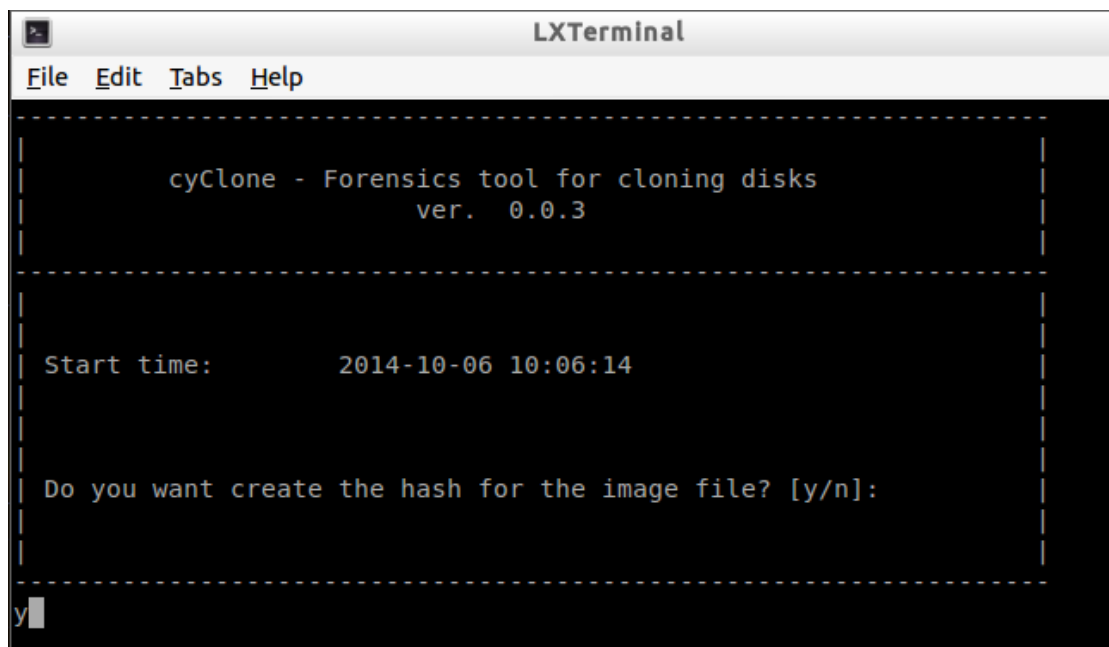 LXTerminal
File Edit Tabs Help
cyClone - Forensics tool for cloning disks
ver. 0.0.3
Start time: 2014-10-06 10:06:14
Do you want create the hash for the image file? [y/n]:
y